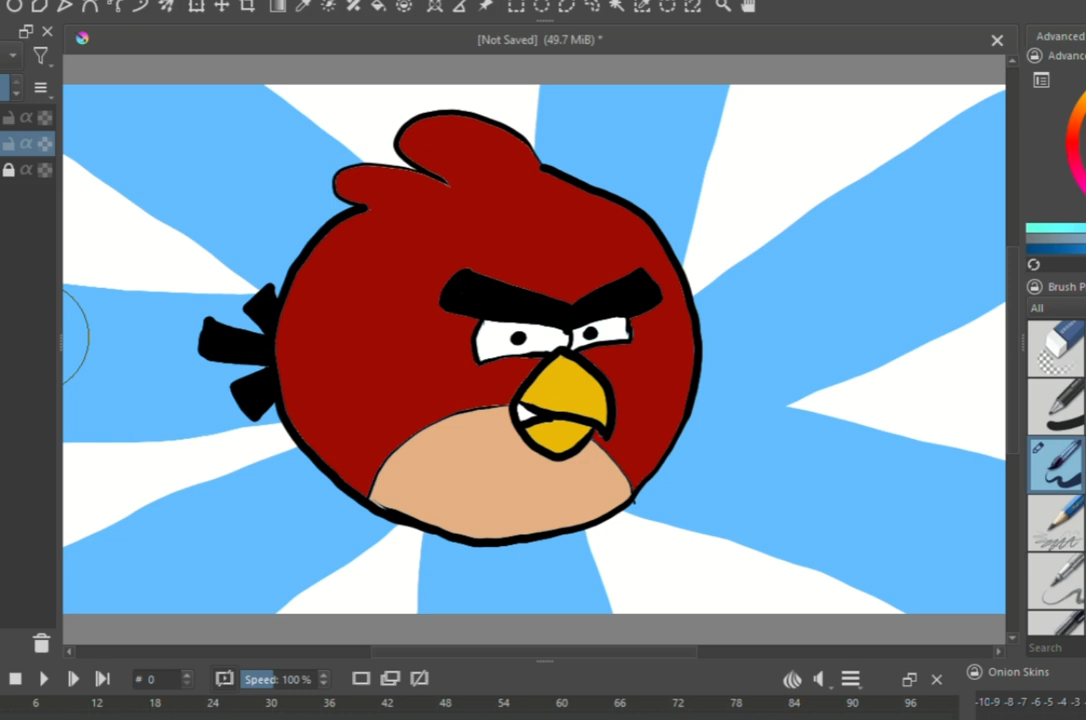 [Not Saved] (49.7 MiB) *
Advanced
Advanc
Brush P
All
Search
# 0
Speed: 100 %
Onion Skins
6 12 18 24 30 36 42 48 54 60 66 72 78 84 90 96
-10 -9 -8 -7 -6 -5 -4 -3